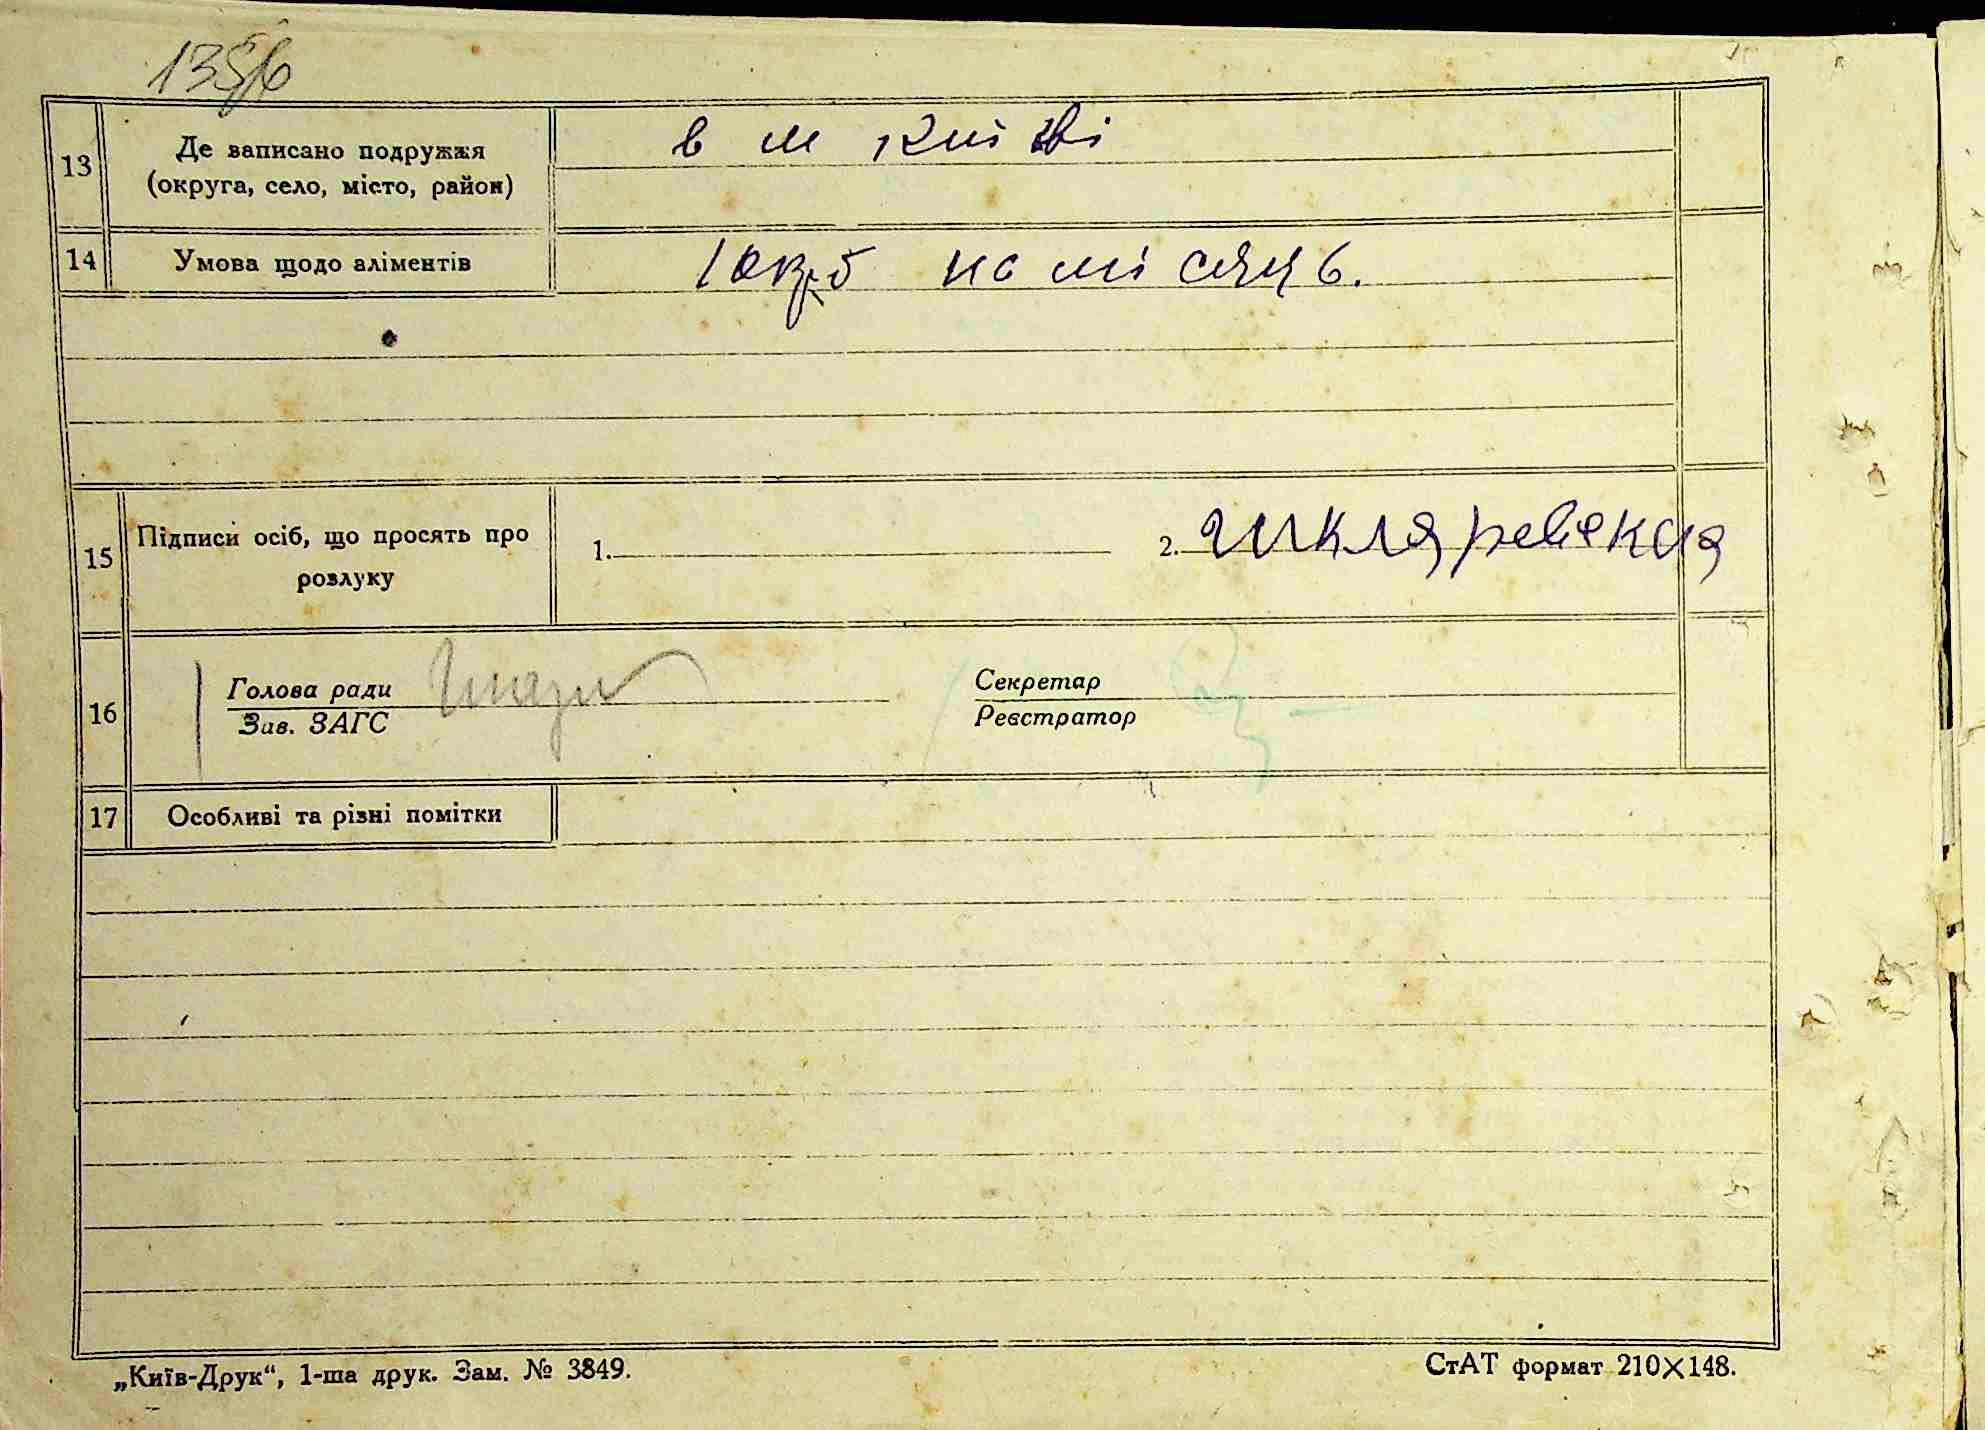 13
Де записано подружжя
(округа, село, місто, район)
в м Київі
14
Умова щодо аліментів
10 крб на місяць.
15
Підписи осіб, що просять про
розлуку
1.
2. Шкляревская
16
Голова ради
Зав. ЗАГС
Секретар
Реєстратор
17
Особливі та різні помітки
„Київ-Друк“, 1-ша друк. Зам. № 3849.
СтАТ формат 210×148.